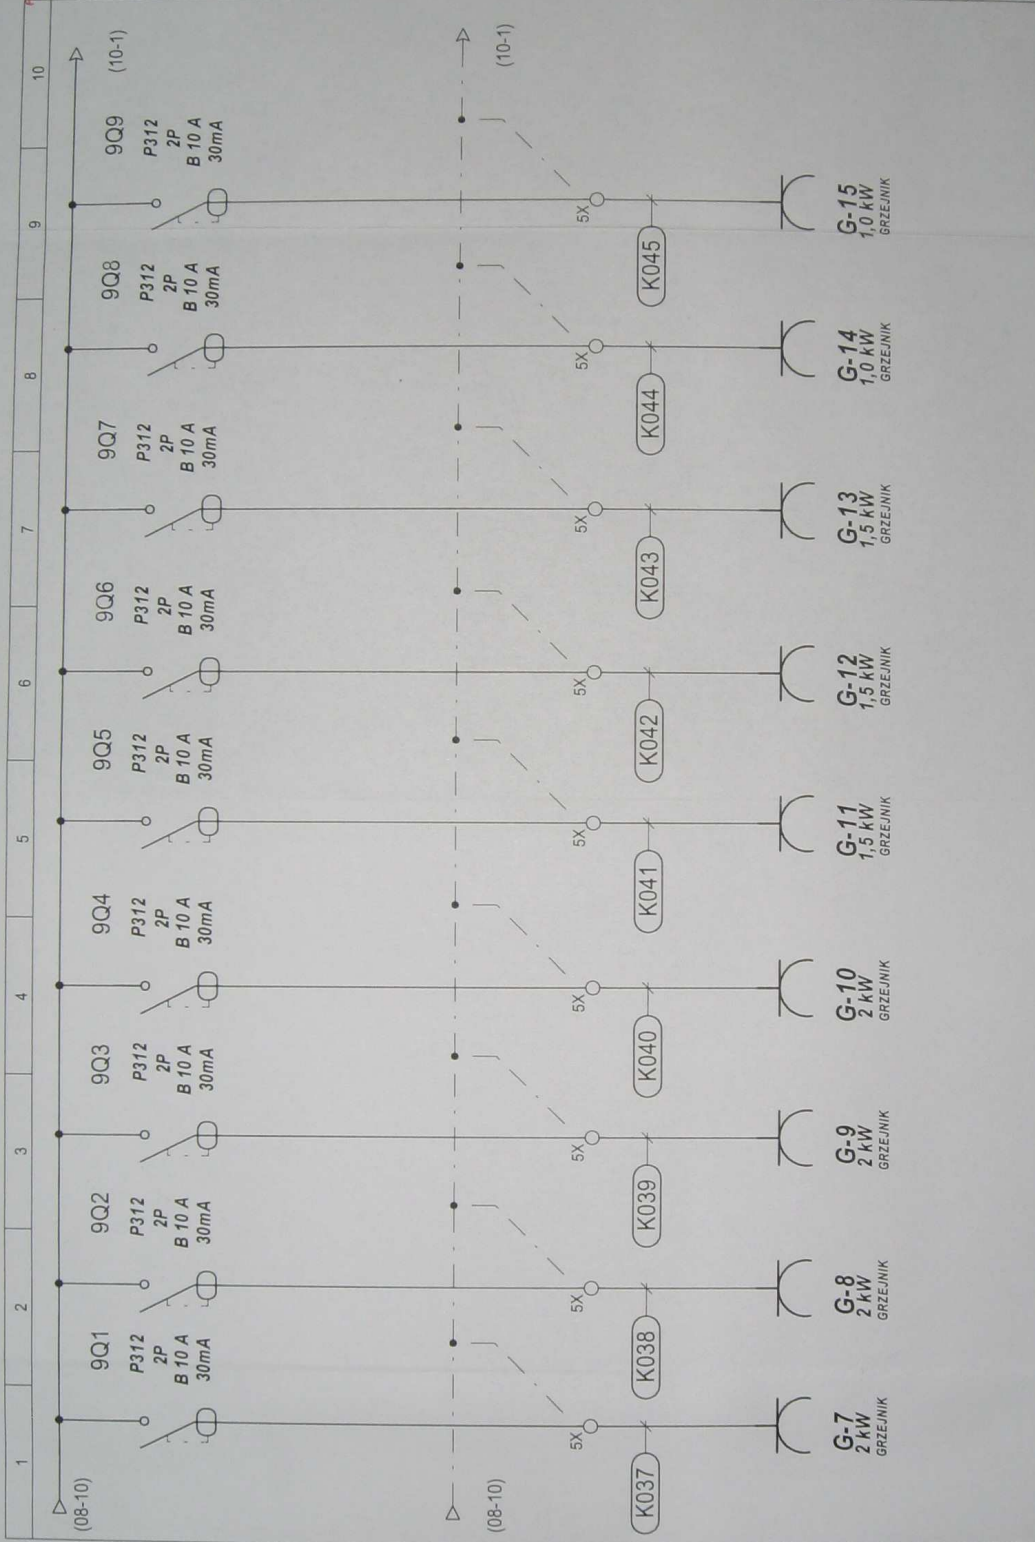 1 2 3 4 5 6 7 8 9 10
(08-10) (10-1)
9Q1 9Q2 9Q3 9Q4 9Q5 9Q6 9Q7 9Q8 9Q9
P312 P312 P312 P312 P312 P312 P312 P312 P312
2P 2P 2P 2P 2P 2P 2P 2P 2P
B 10 A B 10 A B 10 A B 10 A B 10 A B 10 A B 10 A B 10 A B 10 A
30mA 30mA 30mA 30mA 30mA 30mA 30mA 30mA 30mA
(08-10) (10-1)
5X 5X 5X 5X 5X 5X 5X 5X 5X
K037 K038 K039 K040 K041 K042 K043 K044 K045
G-7 G-8 G-9 G-10 G-11 G-12 G-13 G-14 G-15
2 kW 2 kW 2 kW 2 kW 1,5 kW 1,5 kW 1,5 kW 1,0 kW 1,0 kW
GRZEJNIK GRZEJNIK GRZEJNIK GRZEJNIK GRZEJNIK GRZEJNIK GRZEJNIK GRZEJNIK GRZEJNIK